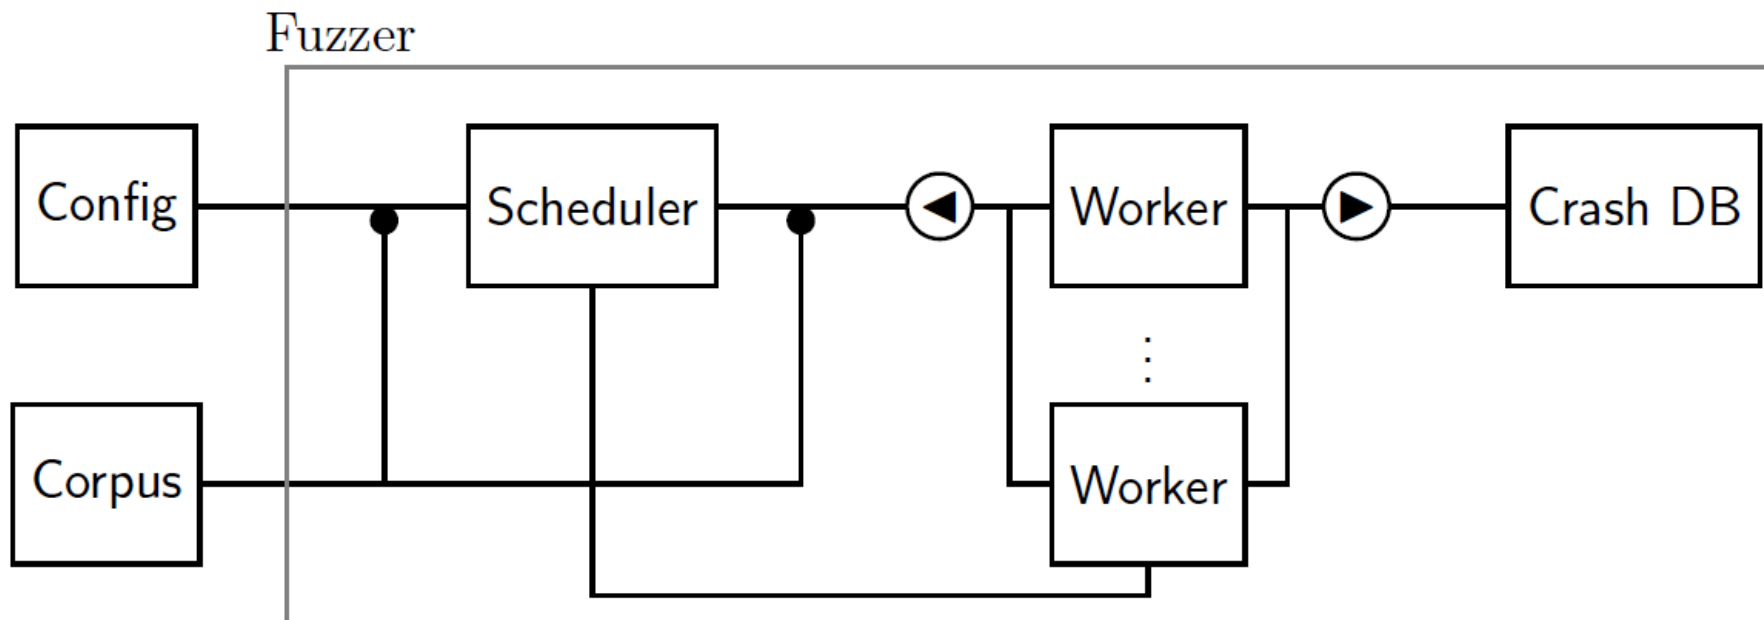 Fuzzer
Config
Scheduler
Worker
Crash DB
Corpus
Worker